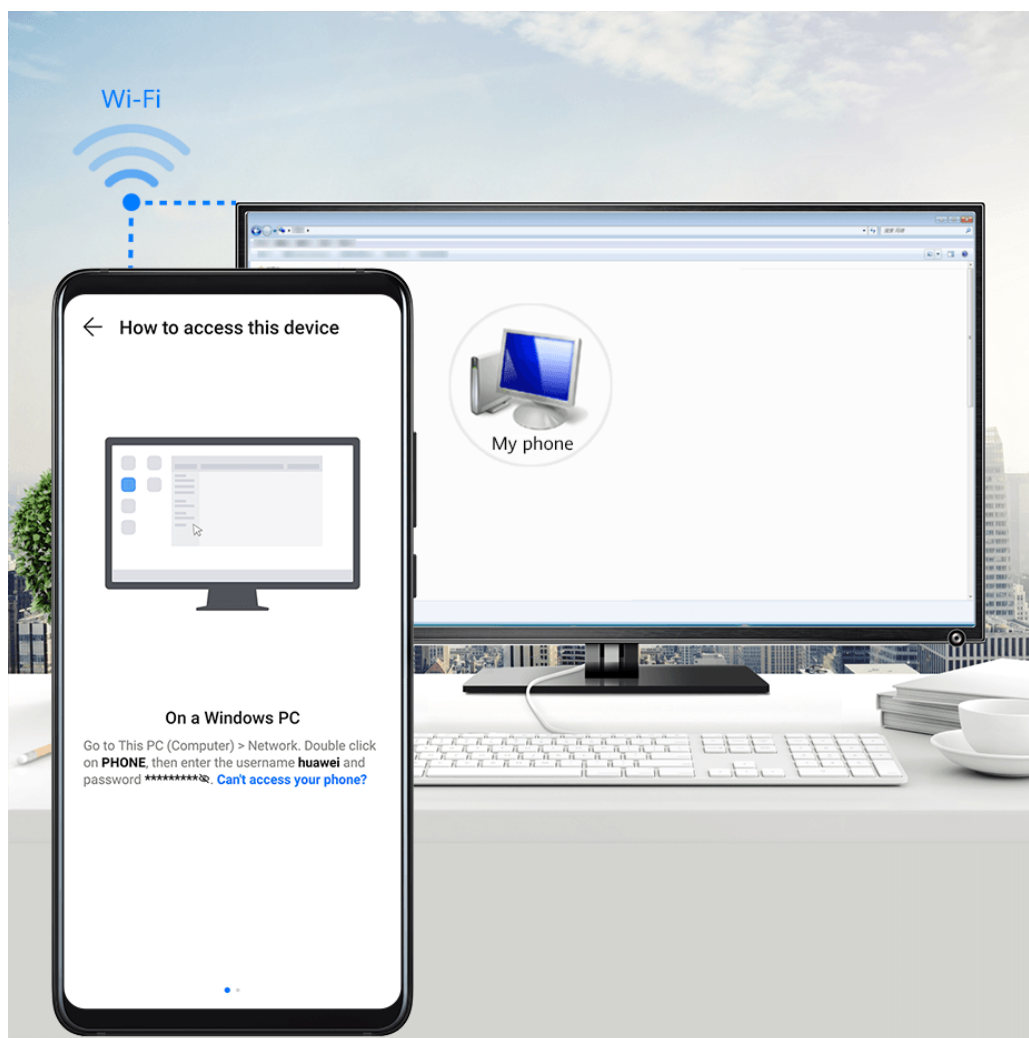 Wi-Fi
How to access this device
My phone
On a Windows PC
Go to This PC (Computer) > Network. Double click
on PHONE, then enter the username huawei and
password *********. Can't access your phone?